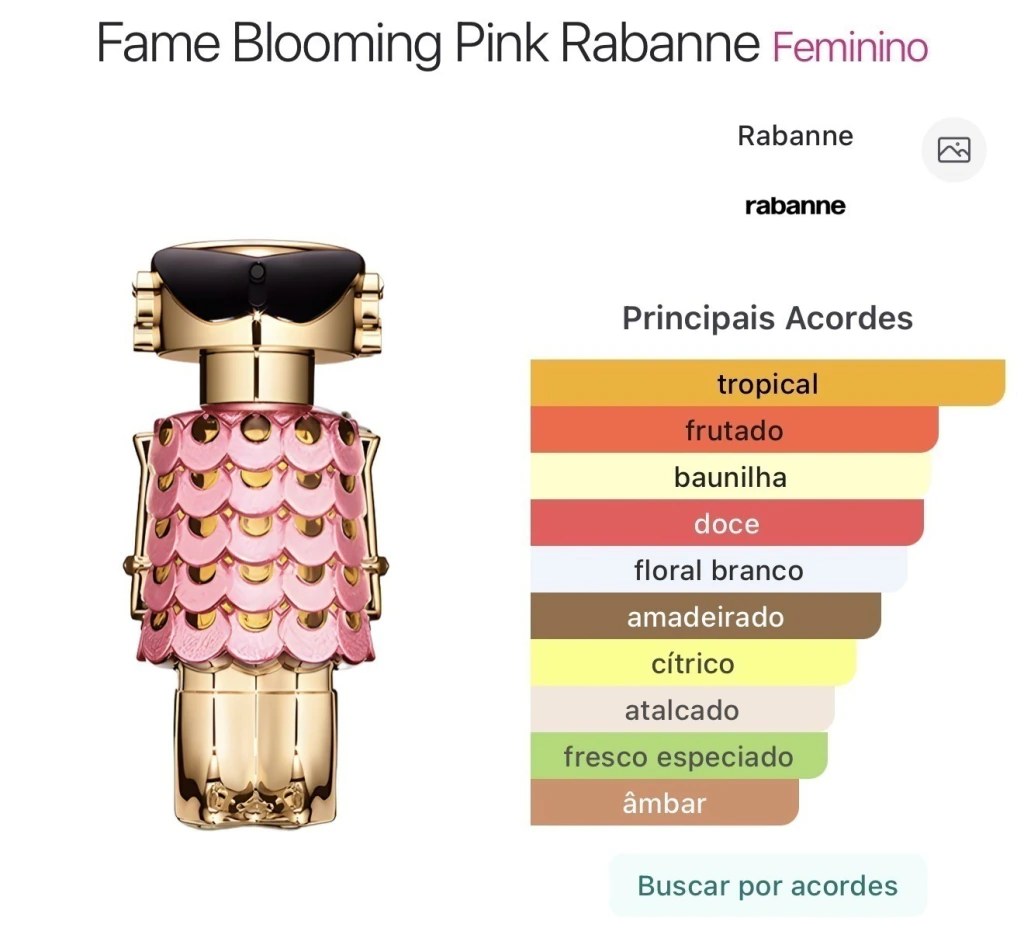 Fame Blooming Pink Rabanne Feminino
Rabanne
rabanne
Principais Acordes
tropical
frutado
baunilha
doce
floral branco
amadeirado
cítrico
atalcado
fresco especiado
âmbar
Buscar por acordes